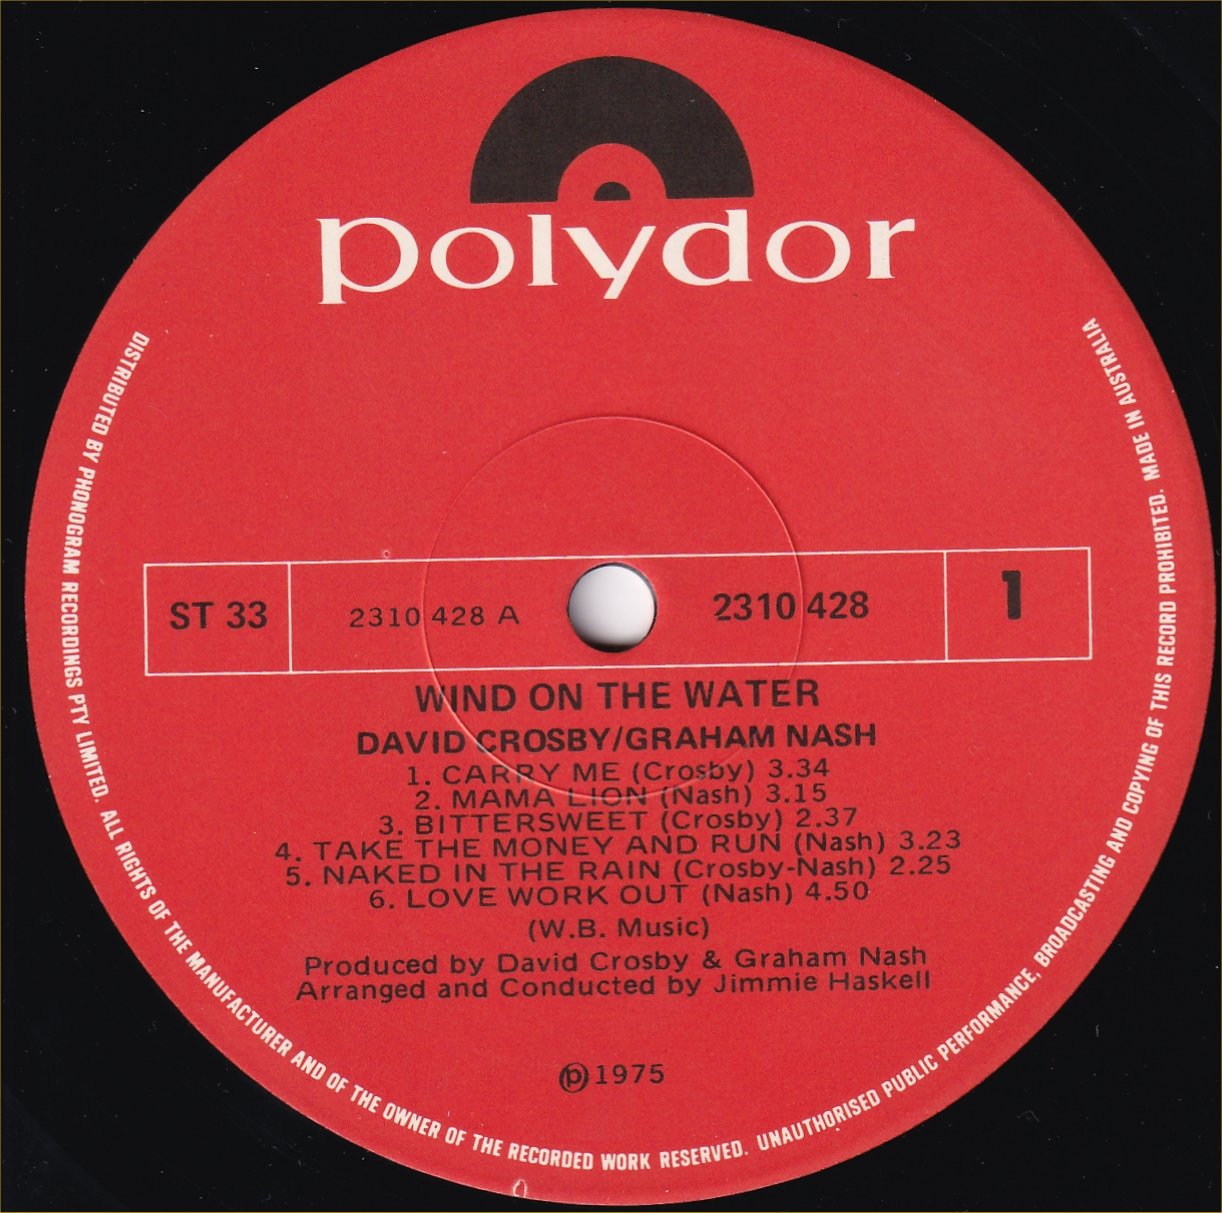 polydor
ST 33
2310 428 A
2310 428
1
WIND ON THE WATER
DAVID CROSBY/GRAHAM NASH
1. CARRY ME (Crosby) 3.34
2. MAMA LION (Nash) 3.15
3. BITTERSWEET (Crosby) 2.37
4. TAKE THE MONEY AND RUN (Nash) 3.23
5. NAKED IN THE RAIN (Crosby-Nash) 2.25
6. LOVE WORK OUT (Nash) 4.50
(W.B. Music)
Produced by David Crosby & Graham Nash
Arranged and Conducted by Jimmie Haskell
℗ 1975
DISTRIBUTED BY PHONOGRAM RECORDINGS PTY LIMITED. ALL RIGHTS OF THE MANUFACTURER AND OF THE OWNER OF THE RECORDED WORK RESERVED. UNAUTHORISED PUBLIC PERFORMANCE, BROADCASTING AND COPYING OF THIS RECORD PROHIBITED. MADE IN AUSTRALIA